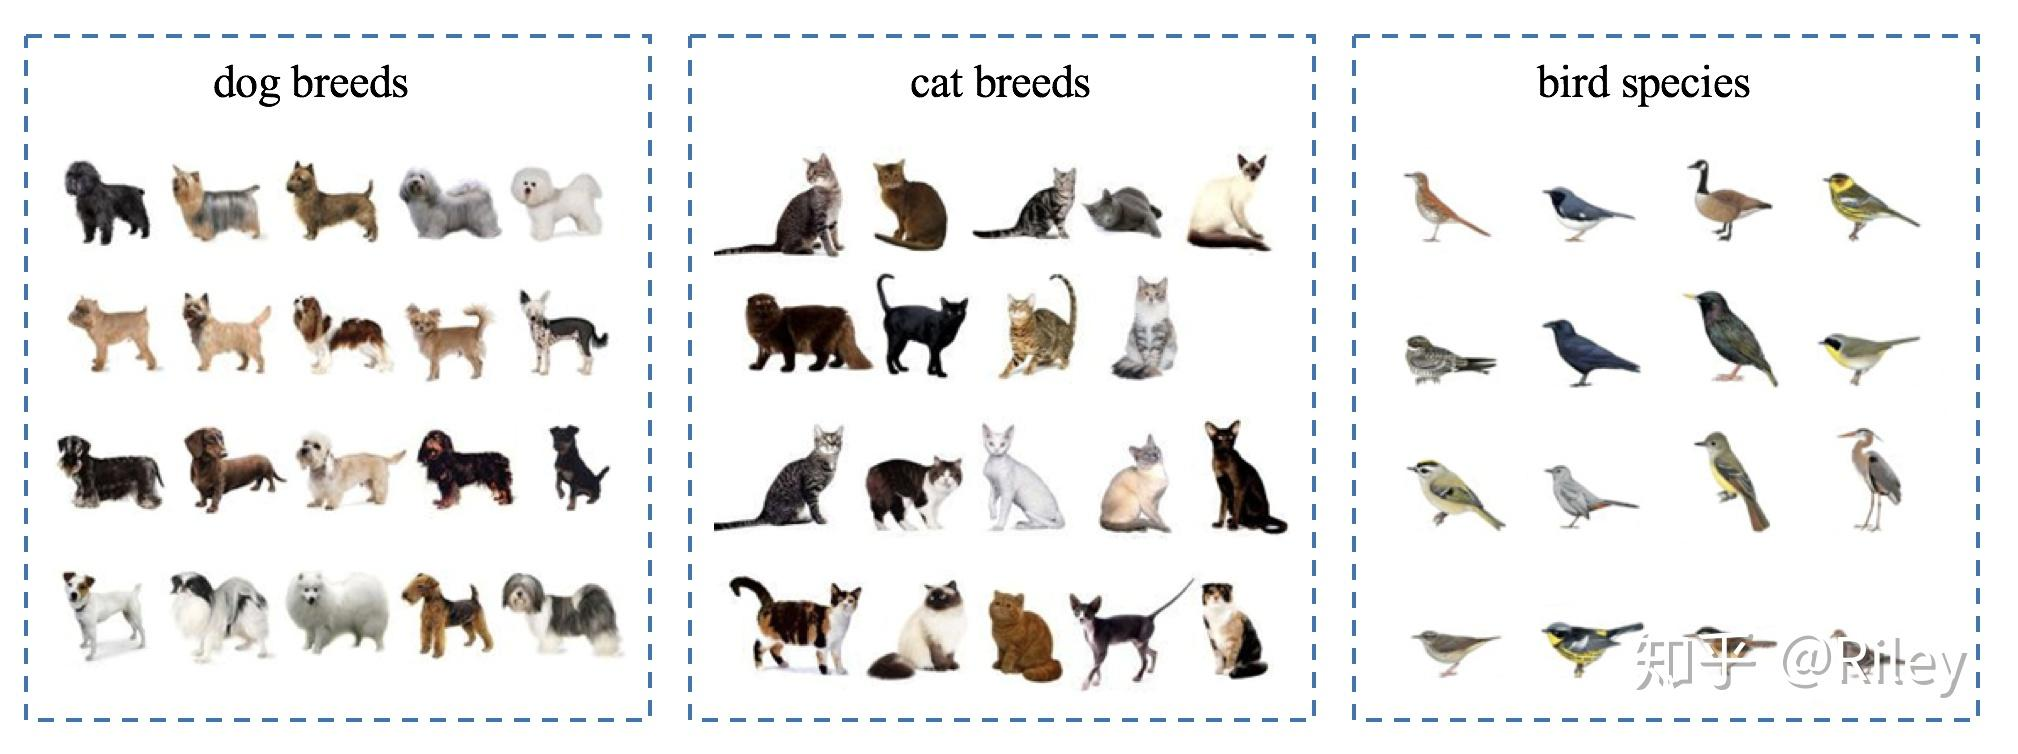 dog breeds
cat breeds
bird species
知乎 @Riley